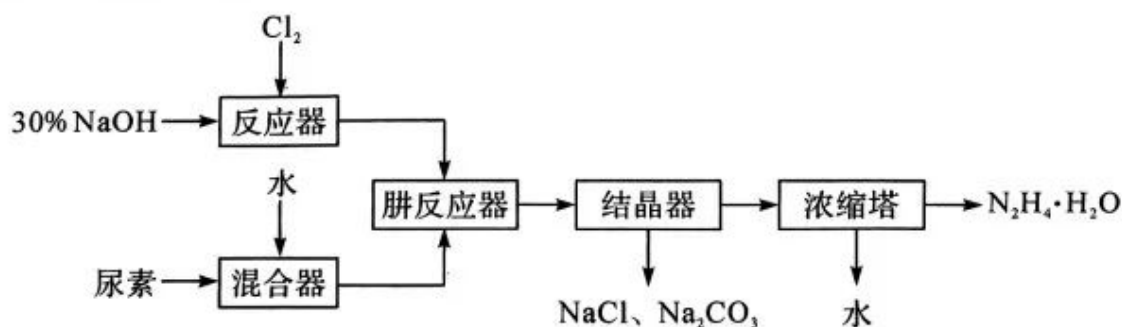 Cl₂
30% NaOH
反应器
水
肼反应器
结晶器
浓缩塔
N₂H₄·H₂O
尿素
混合器
NaCl、Na₂CO₃
水